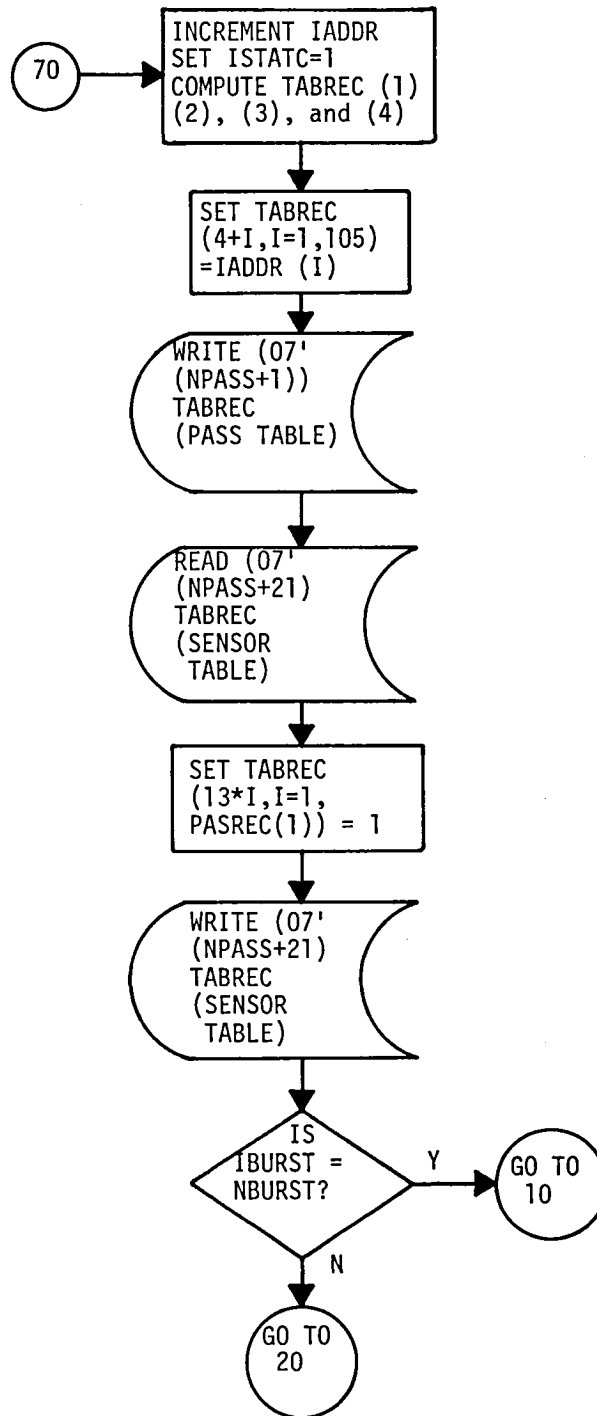 70
INCREMENT IADDR
SET ISTATC=1
COMPUTE TABREC (1)
(2), (3), and (4)
SET TABREC
(4+I,I=1,105)
=IADDR (I)
WRITE (07'
(NPASS+1))
TABREC
(PASS TABLE)
READ (07'
(NPASS+21)
TABREC
(SENSOR
TABLE)
SET TABREC
(13*I,I=1,
PASREC(1)) = 1
WRITE (07'
(NPASS+21)
TABREC
(SENSOR
TABLE)
IS
IBURST =
NBURST?
Y
GO TO
10
N
GO TO
20